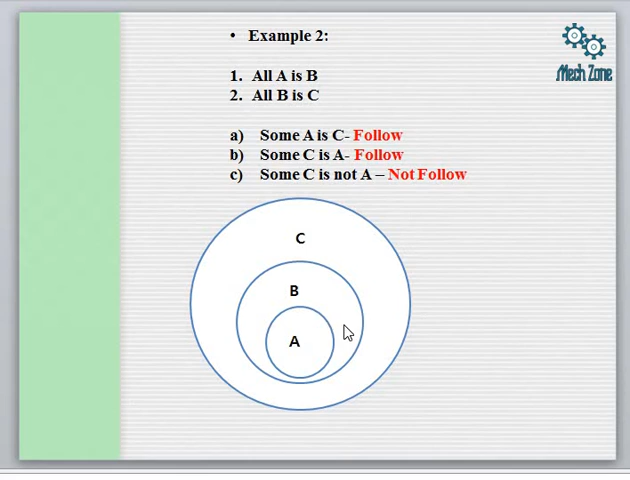 • Example 2:
Mech Zone
1. All A is B
2. All B is C
a) Some A is C- Follow
b) Some C is A- Follow
c) Some C is not A – Not Follow
C
B
A